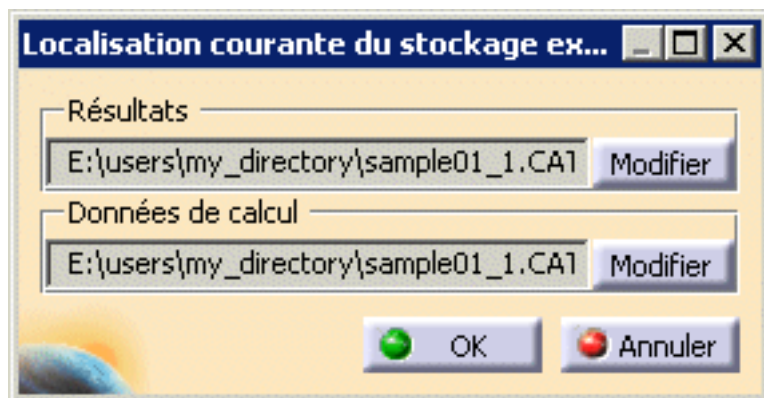 Localisation courante du stockage ex...
Résultats
E:\users\my_directory\sample01_1.CAT Modifier
Données de calcul
E:\users\my_directory\sample01_1.CAT Modifier
OK Annuler